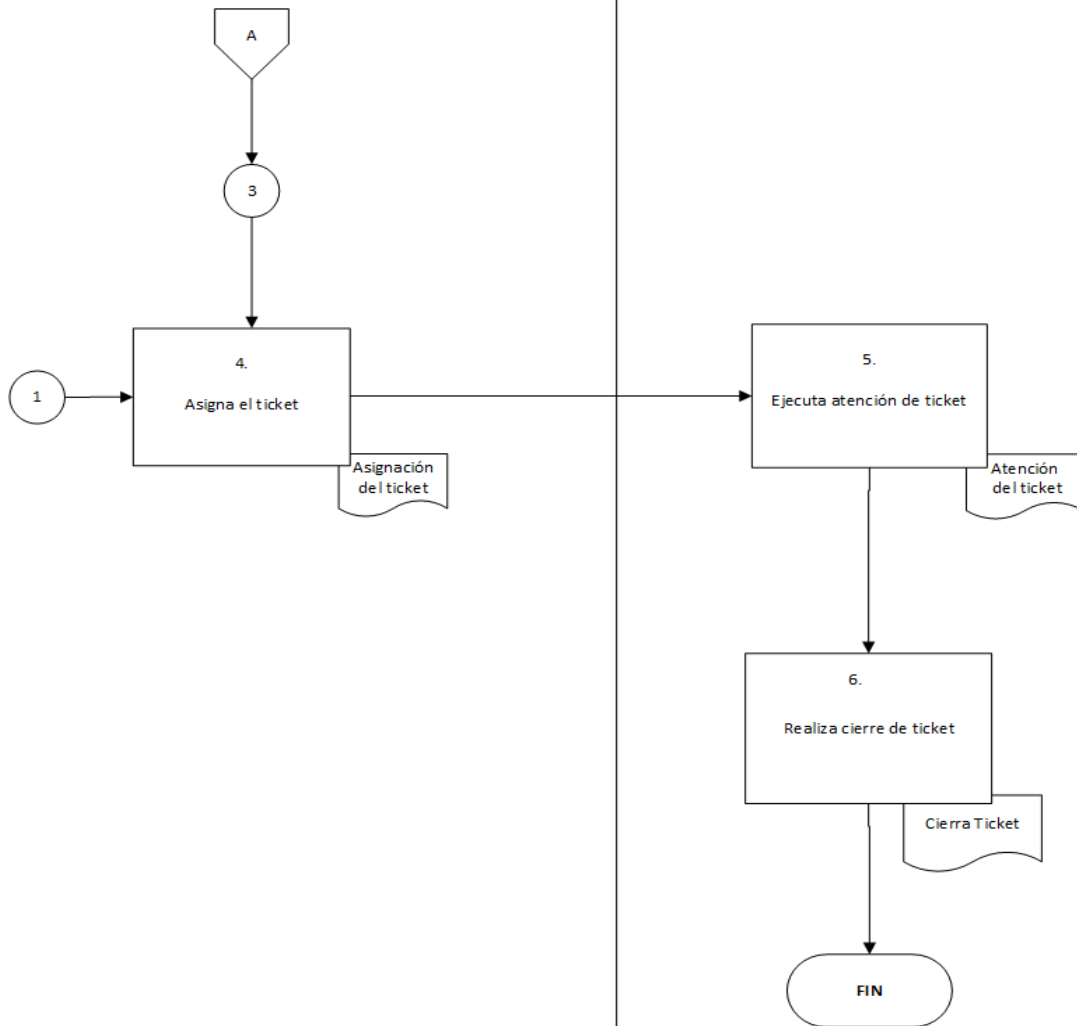 A
3
4.
Asigna el ticket
1
Asignación
del ticket
5.
Ejecuta atención de ticket
Atención
del ticket
6.
Realiza cierre de ticket
Cierra Ticket
FIN